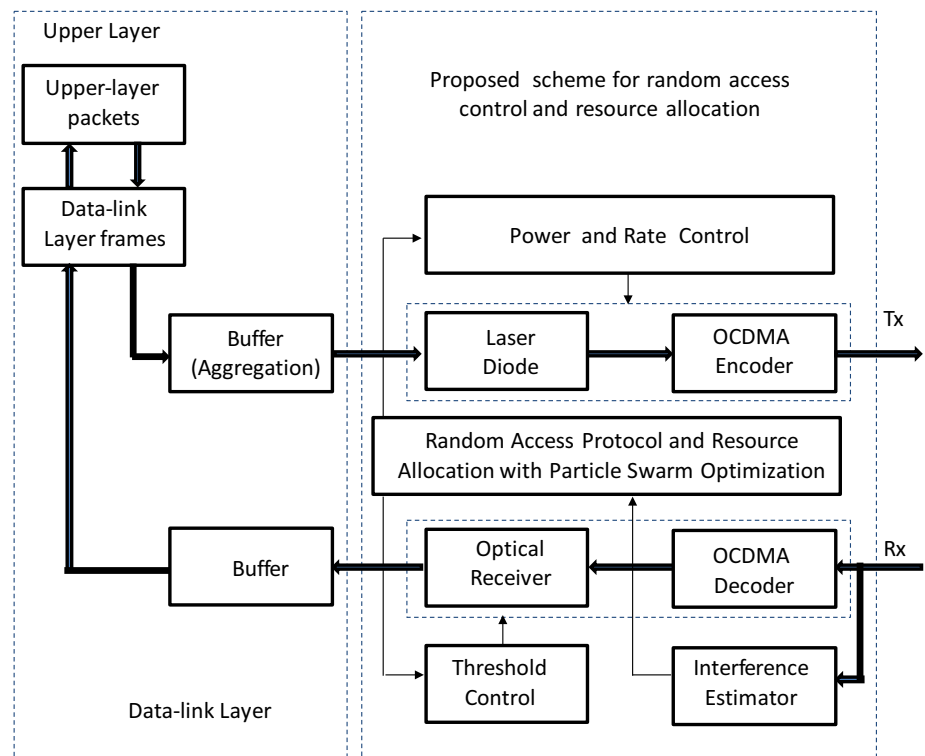 Upper Layer
Upper-layer
packets
Data-link
Layer frames
Buffer
(Aggregation)
Buffer
Data-link Layer
Proposed scheme for random access
control and resource allocation
Power and Rate Control
Laser
Diode
OCDMA
Encoder
Tx
Random Access Protocol and Resource
Allocation with Particle Swarm Optimization
Optical
Receiver
OCDMA
Decoder
Rx
Threshold
Control
Interference
Estimator